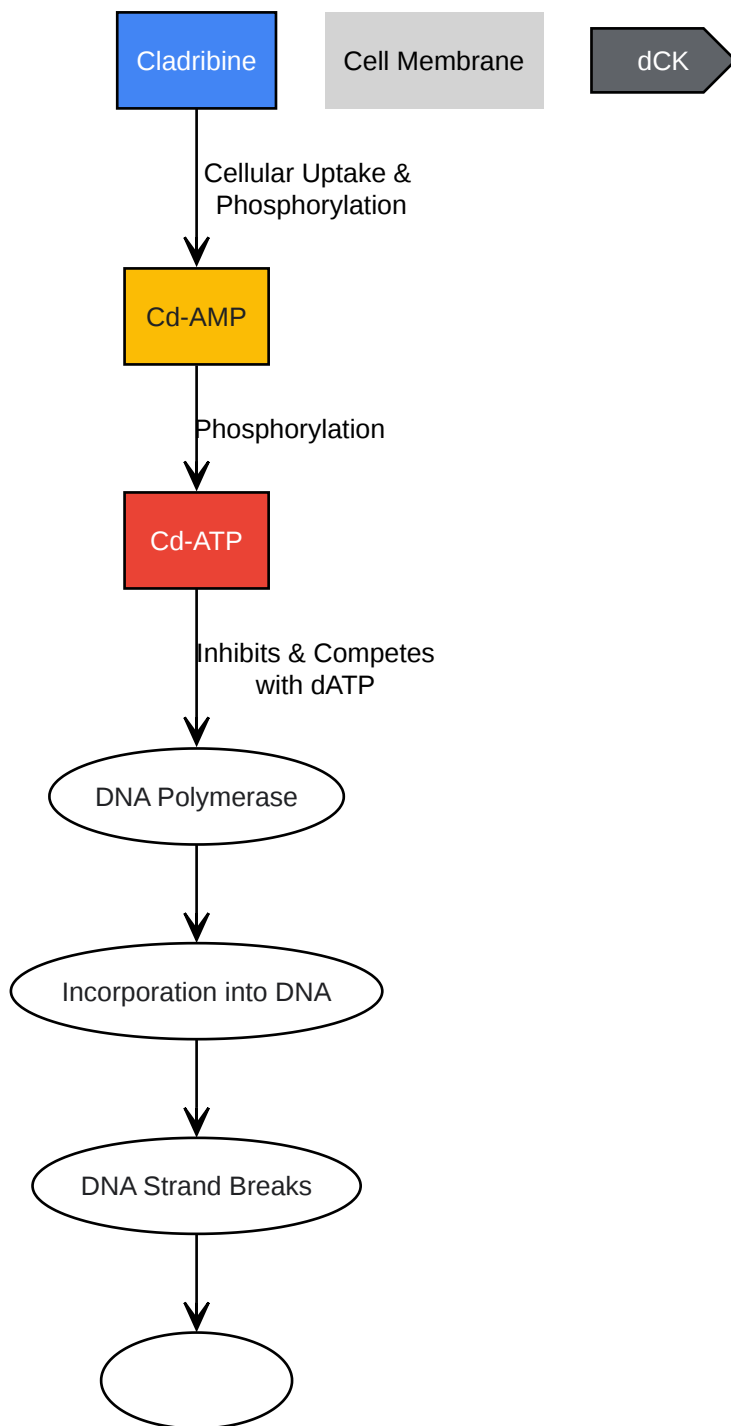 Cladribine
Cell Membrane
dCK
Cellular Uptake &
Phosphorylation
Cd-AMP
Phosphorylation
Cd-ATP
Inhibits & Competes
with dATP
DNA Polymerase
Incorporation into DNA
DNA Strand Breaks